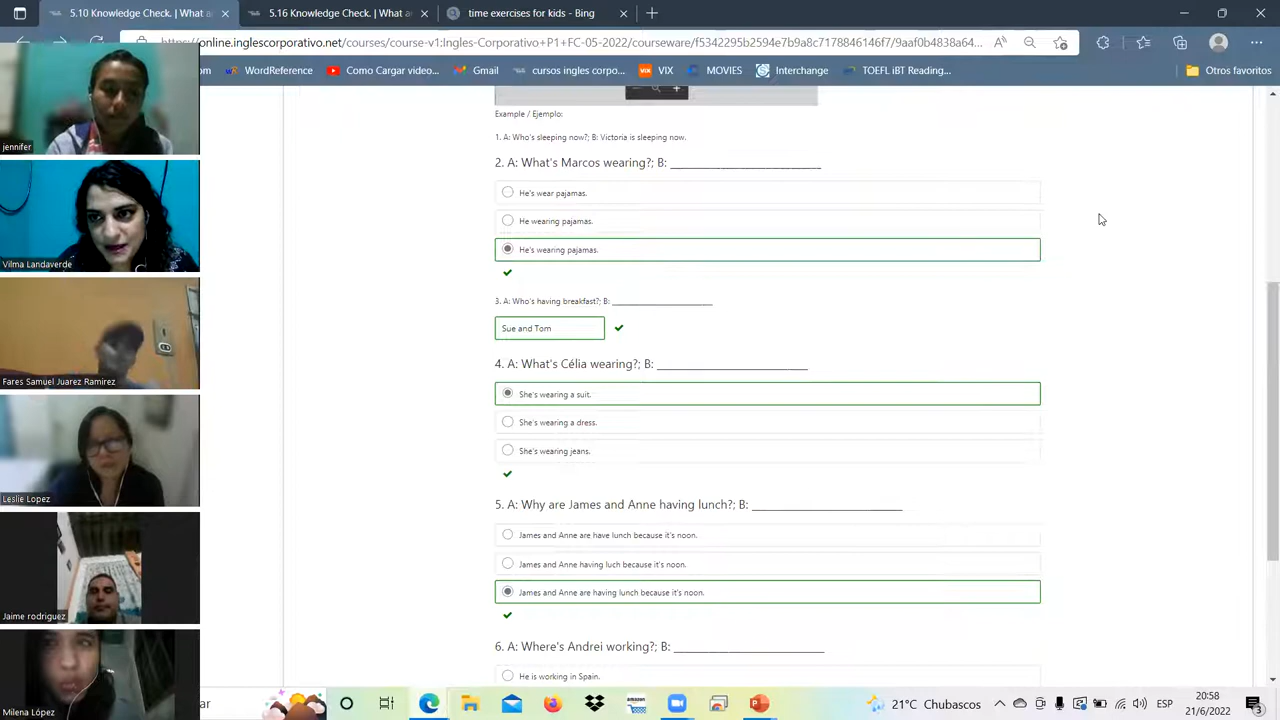 5.10 Knowledge Check. | What a
5.16 Knowledge Check. | What a
time exercises for kids - Bing
https://online.inglescorporativo.net/courses/course-v1:Ingles-Corporativo+P1+FC-05-2022/courseware/f5342295b2594e7b9a8c7178846146f7/9aaf0b4838a64...
WordReference
Como Cargar video...
Gmail
cursos ingles corpo...
VIX
MOVIES
Interchange
TOEFL iBT Reading...
Otros favoritos
jennifer
Vilma Landaverde
Fares Samuel Juarez Ramirez
Leslie Lopez
Jaime rodriguez
Milena López
Example / Ejemplo:
1. A: Who's sleeping now?; B: Victoria is sleeping now.
2. A: What's Marcos wearing?; B: ____________________
He's wear pajamas.
He wearing pajamas.
He's wearing pajamas.
3. A: Who's having breakfast?; B: ____________________
Sue and Tom
4. A: What's Célia wearing?; B: ____________________
She's wearing a suit.
She's wearing a dress.
She's wearing jeans.
5. A: Why are James and Anne having lunch?; B: ____________________
James and Anne are have lunch because it's noon.
James and Anne having luch because it's noon.
James and Anne are having lunch because it's noon.
6. A: Where's Andrei working?; B: ____________________
He is working in Spain.
21°C Chubascos
ESP
20:58
21/6/2022
3